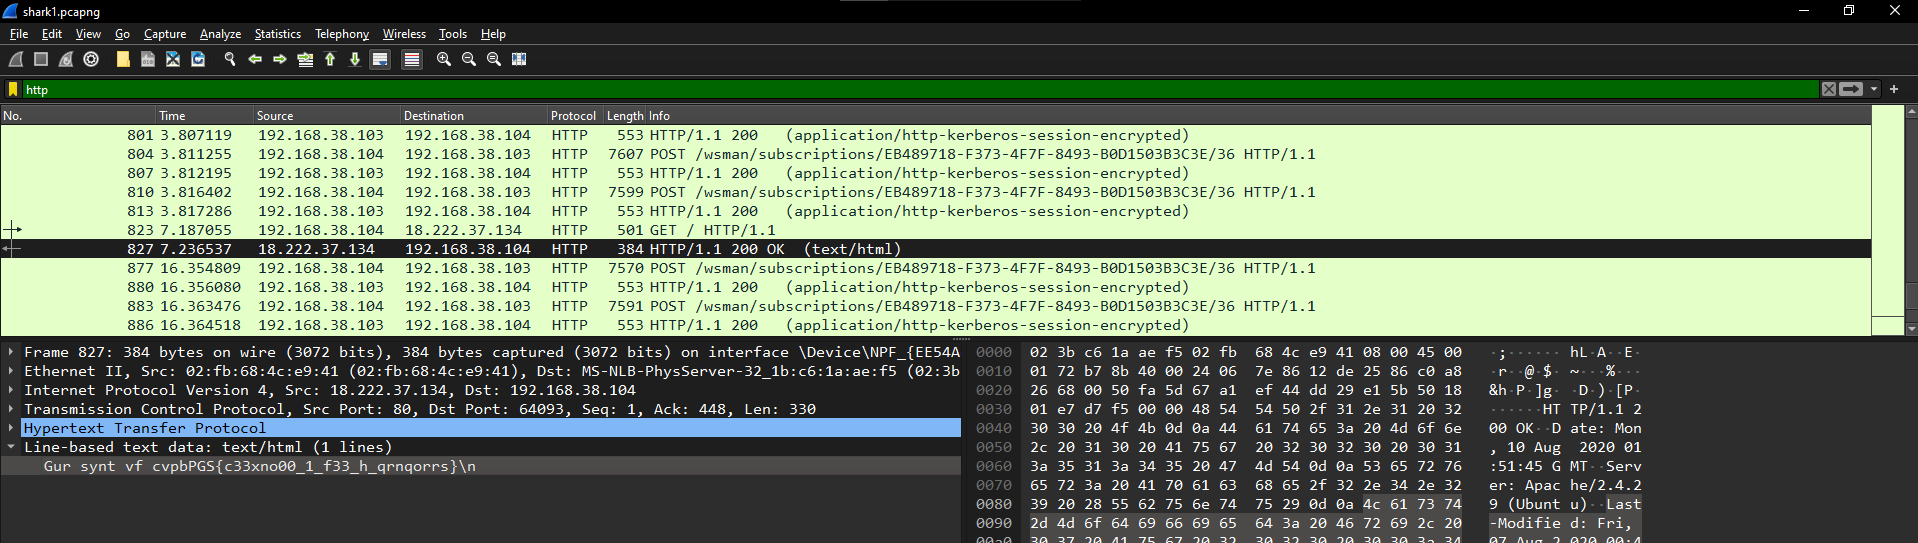 shark1.pcapng
File Edit View Go Capture Analyze Statistics Telephony Wireless Tools Help
http
No. Time Source Destination Protocol Length Info
801 3.807119 192.168.38.103 192.168.38.104 HTTP 553 HTTP/1.1 200 (application/http-kerberos-session-encrypted)
804 3.811255 192.168.38.104 192.168.38.103 HTTP 7607 POST /wsman/subscriptions/EB489718-F373-4F7F-8493-B0D1503B3C3E/36 HTTP/1.1
807 3.812195 192.168.38.103 192.168.38.104 HTTP 553 HTTP/1.1 200 (application/http-kerberos-session-encrypted)
810 3.816402 192.168.38.104 192.168.38.103 HTTP 7599 POST /wsman/subscriptions/EB489718-F373-4F7F-8493-B0D1503B3C3E/36 HTTP/1.1
813 3.817286 192.168.38.103 192.168.38.104 HTTP 553 HTTP/1.1 200 (application/http-kerberos-session-encrypted)
823 7.187055 192.168.38.104 18.222.37.134 HTTP 501 GET / HTTP/1.1
827 7.236537 18.222.37.134 192.168.38.104 HTTP 384 HTTP/1.1 200 OK (text/html)
877 16.354809 192.168.38.104 192.168.38.103 HTTP 7570 POST /wsman/subscriptions/EB489718-F373-4F7F-8493-B0D1503B3C3E/36 HTTP/1.1
880 16.356080 192.168.38.103 192.168.38.104 HTTP 553 HTTP/1.1 200 (application/http-kerberos-session-encrypted)
883 16.363476 192.168.38.104 192.168.38.103 HTTP 7591 POST /wsman/subscriptions/EB489718-F373-4F7F-8493-B0D1503B3C3E/36 HTTP/1.1
886 16.364518 192.168.38.103 192.168.38.104 HTTP 553 HTTP/1.1 200 (application/http-kerberos-session-encrypted)
Frame 827: 384 bytes on wire (3072 bits), 384 bytes captured (3072 bits) on interface \Device\NPF_{EE54A
Ethernet II, Src: 02:fb:68:4c:e9:41 (02:fb:68:4c:e9:41), Dst: MS-NLB-PhysServer-32_1b:c6:1a:ae:f5 (02:3b
Internet Protocol Version 4, Src: 18.222.37.134, Dst: 192.168.38.104
Transmission Control Protocol, Src Port: 80, Dst Port: 64093, Seq: 1, Ack: 448, Len: 330
Hypertext Transfer Protocol
Line-based text data: text/html (1 lines)
Gur synt vf cvpbPGS{c33xno00_1_f33_h_qrnqorrs}\n
0000 02 3b c6 1a ae f5 02 fb 68 4c e9 41 08 00 45 00 ·;······ hL·A··E·
0010 01 72 b7 8b 40 00 24 06 7e 86 12 de 25 86 c0 a8 ·r··@·$· ~···%···
0020 26 68 00 50 fa 5d 67 a1 ef 44 dd 29 e1 5b 50 18 &h·P·]g· ·D·)·[P·
0030 01 e7 d7 f5 00 00 48 54 54 50 2f 31 2e 31 20 32 ······HT TP/1.1 2
0040 30 30 20 4f 4b 0d 0a 44 61 74 65 3a 20 4d 6f 6e 00 OK··D ate: Mon
0050 2c 20 31 30 20 41 75 67 20 32 30 32 30 20 30 31 , 10 Aug 2020 01
0060 3a 35 31 3a 34 35 20 47 4d 54 0d 0a 53 65 72 76 :51:45 G MT··Serv
0070 65 72 3a 20 41 70 61 63 68 65 2f 32 2e 34 2e 32 er: Apac he/2.4.2
0080 39 20 28 55 62 75 6e 74 75 29 0d 0a 4c 61 73 74 9 (Ubunt u)··Last
0090 2d 4d 6f 64 69 66 69 65 64 3a 20 46 72 69 2c 20 -Modifie d: Fri,
00a0 30 37 20 41 75 67 20 32 30 32 30 20 30 30 3a 34 07 Aug 2 020 00:4